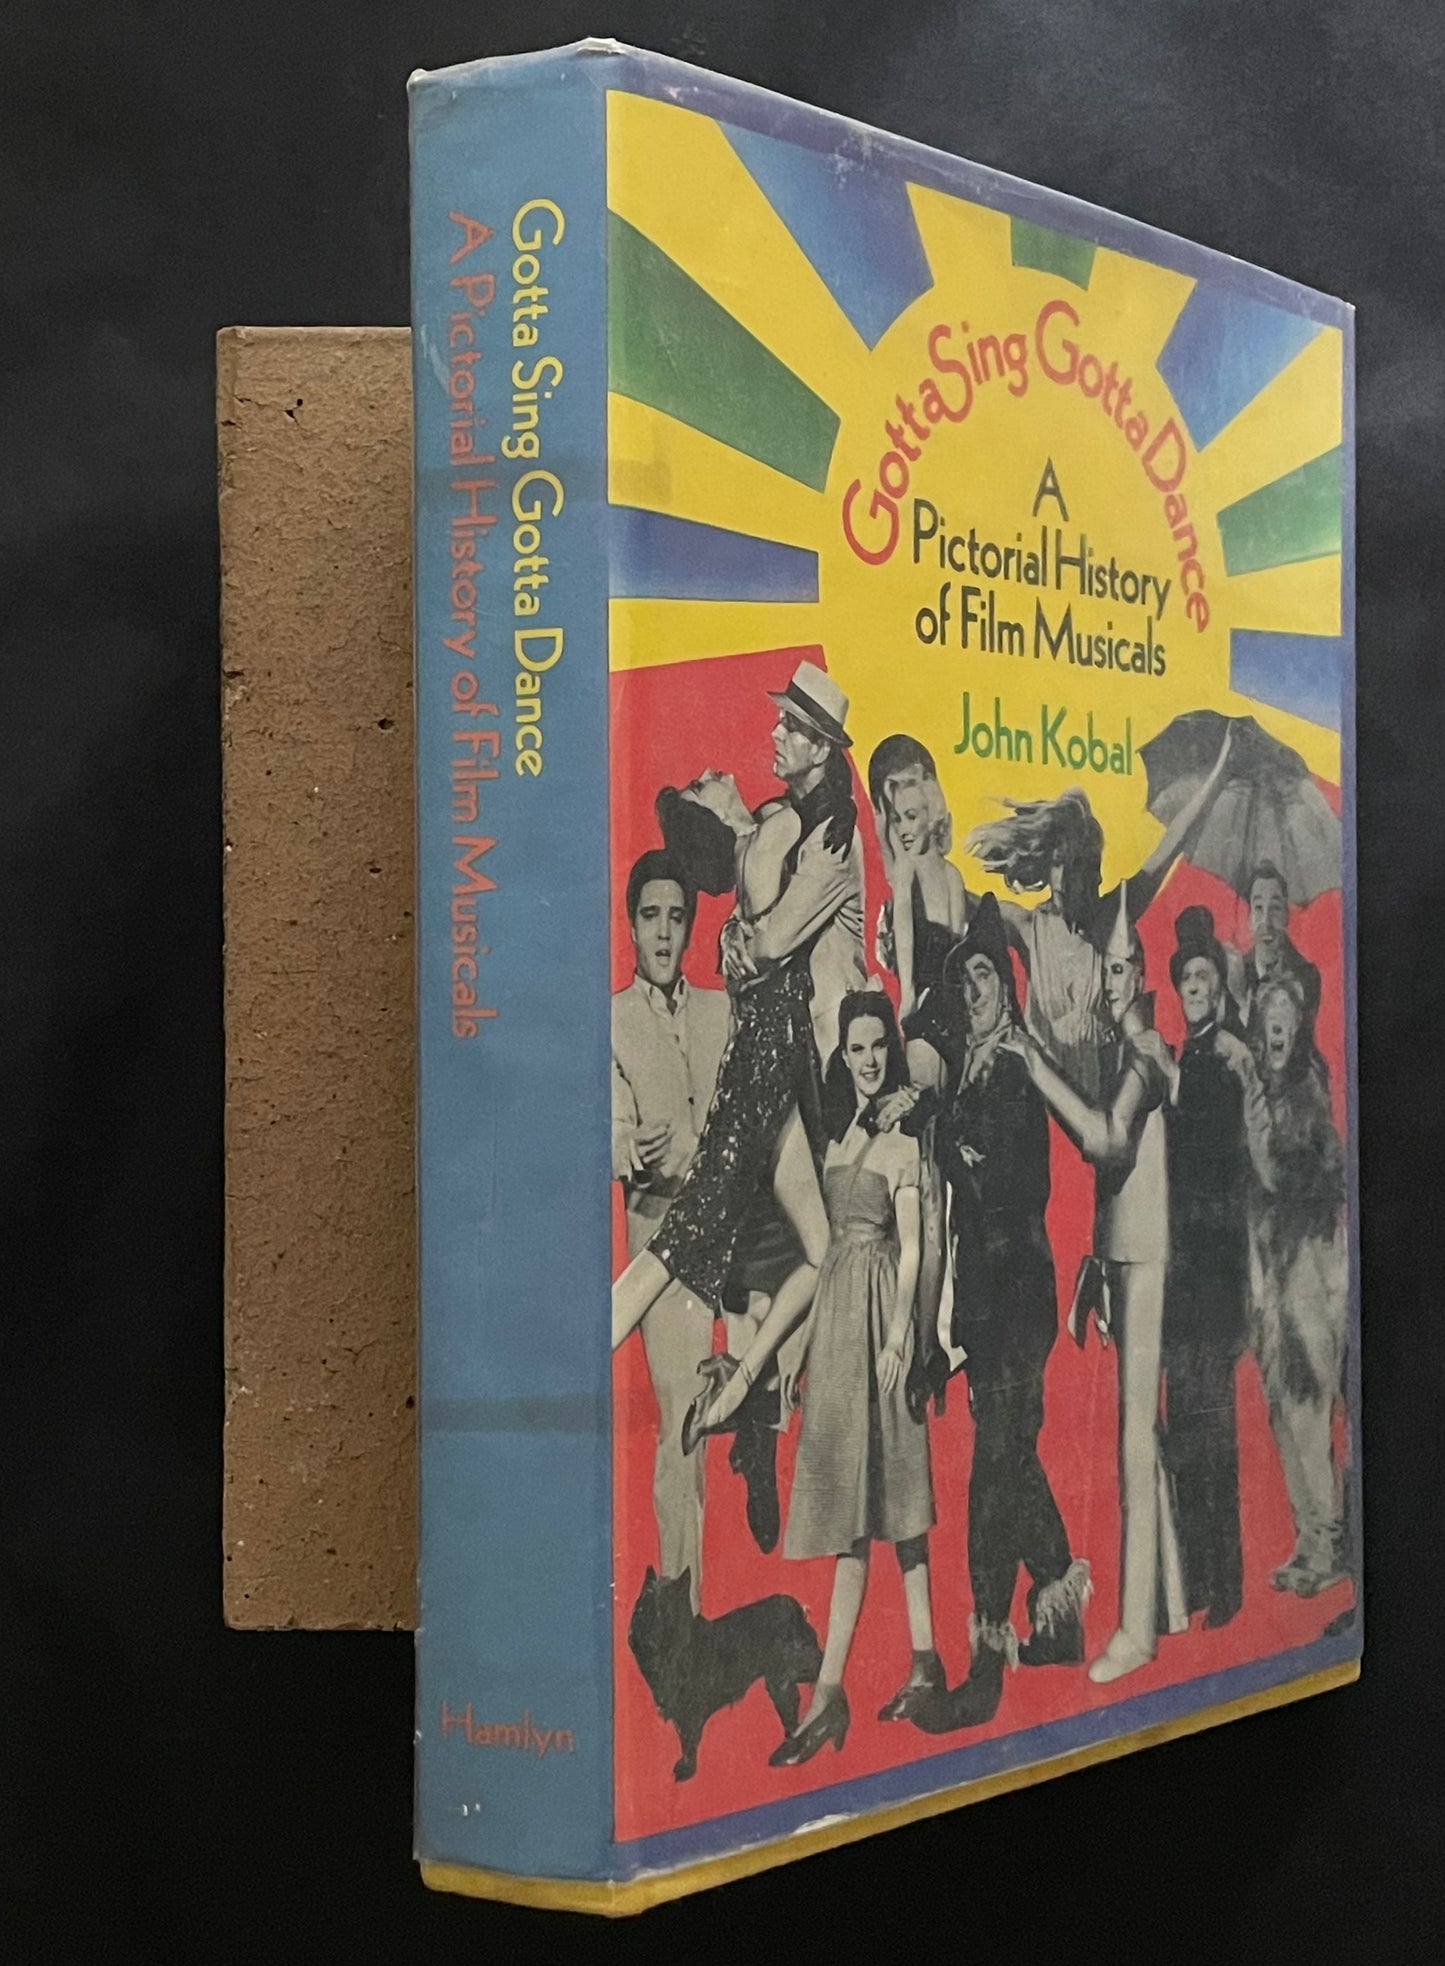 Gotta Sing Gotta Dance
A Pictorial History of Film Musicals
Hamlyn
Gotta Sing Gotta Dance
A
Pictorial History
of Film Musicals
John Kobal